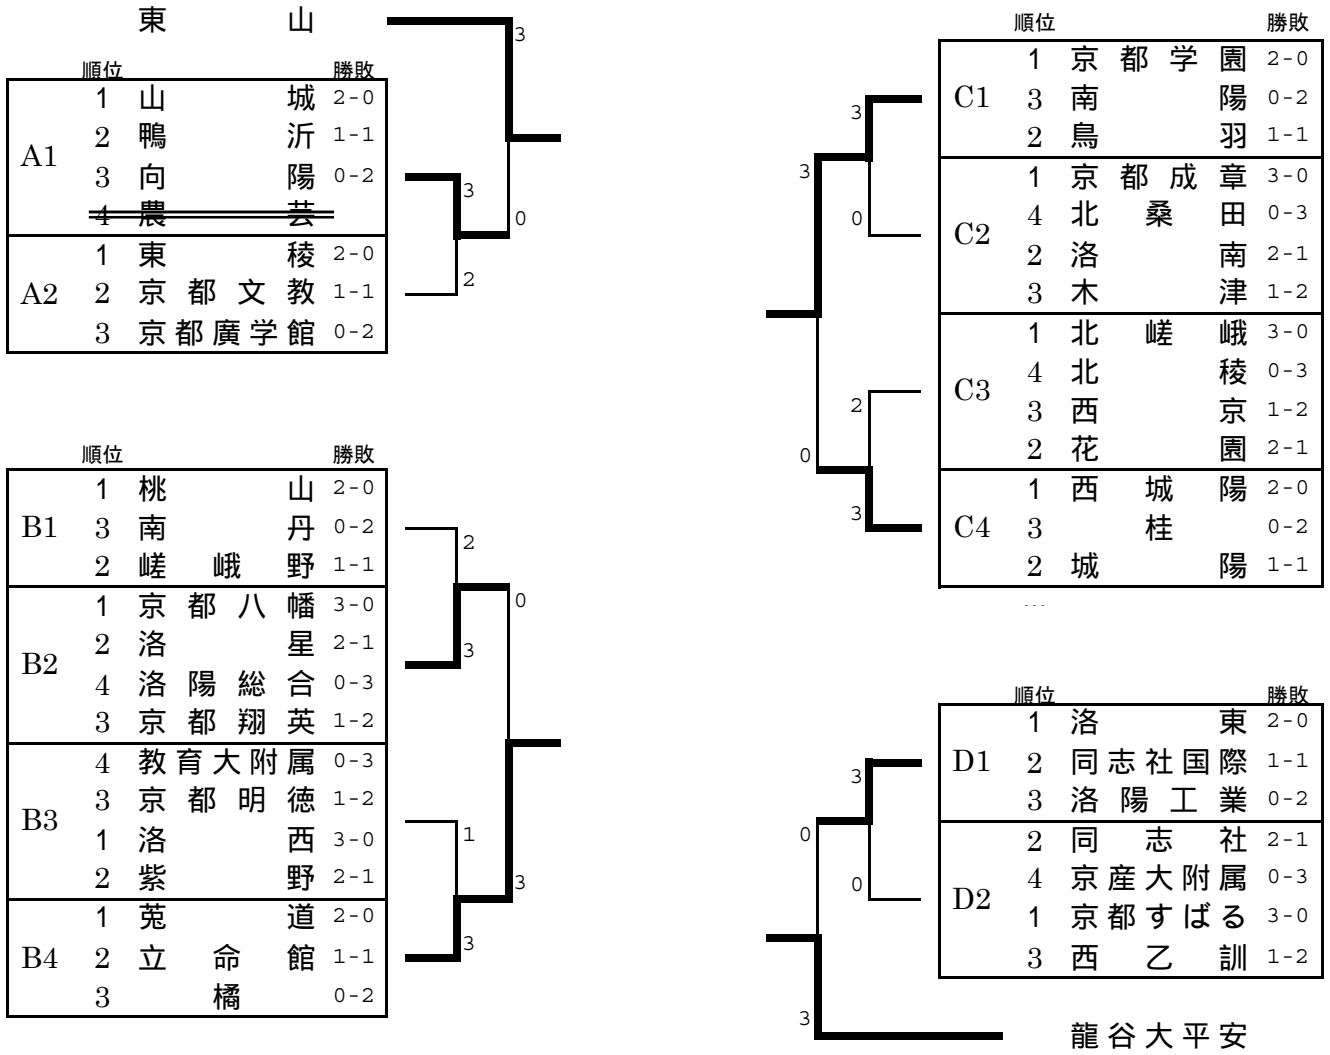 東山
3
順位 勝敗
A1
1 山城 2-0
2 鴨沂 1-1
3 向陽 0-2
4 農芸
3
0
A2
1 東稜 2-0
2 京都文教 1-1
3 京都廣学館 0-2
2
順位 勝敗
B1
1 桃山 2-0
3 南丹 0-2
2 嵯峨野 1-1
2
0
B2
1 京都八幡 3-0
2 洛星 2-1
4 洛陽総合 0-3
3 京都翔英 1-2
3
B3
4 教育大附属 0-3
3 京都明徳 1-2
1 洛西 3-0
2 紫野 2-1
1
3
B4
1 莵道 2-0
2 立命館 1-1
3 橘 0-2
3
順位 勝敗
C1
1 京都学園 2-0
3 南陽 0-2
2 鳥羽 1-1
3
3
C2
1 京都成章 3-0
4 北桑田 0-3
2 洛南 2-1
3 木津 1-2
0
C3
1 北嵯峨 3-0
4 北稜 0-3
3 西京 1-2
2 花園 2-1
2
0
C4
1 西城陽 2-0
3 桂 0-2
2 城陽 1-1
3
...
順位 勝敗
D1
1 洛東 2-0
2 同志社国際 1-1
3 洛陽工業 0-2
3
0
D2
2 同志社 2-1
4 京産大附属 0-3
1 京都すばる 3-0
3 西乙訓 1-2
0
3
龍谷大平安